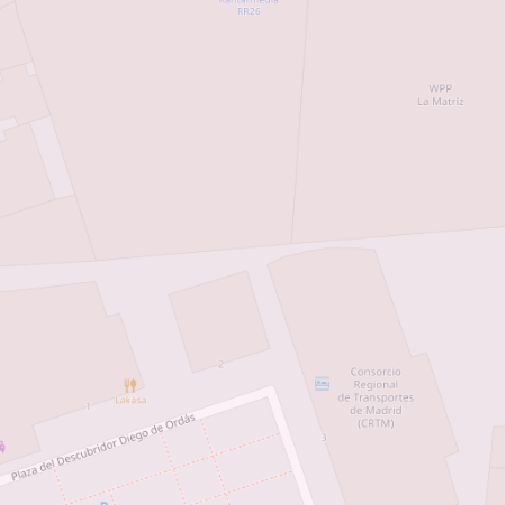 RR26
WPP
La Matriz
2
Consorcio
Regional
de Transportes
de Madrid
(CRTM)
Lakasa
1
Plaza del Descubridor Diego de Ordás
3